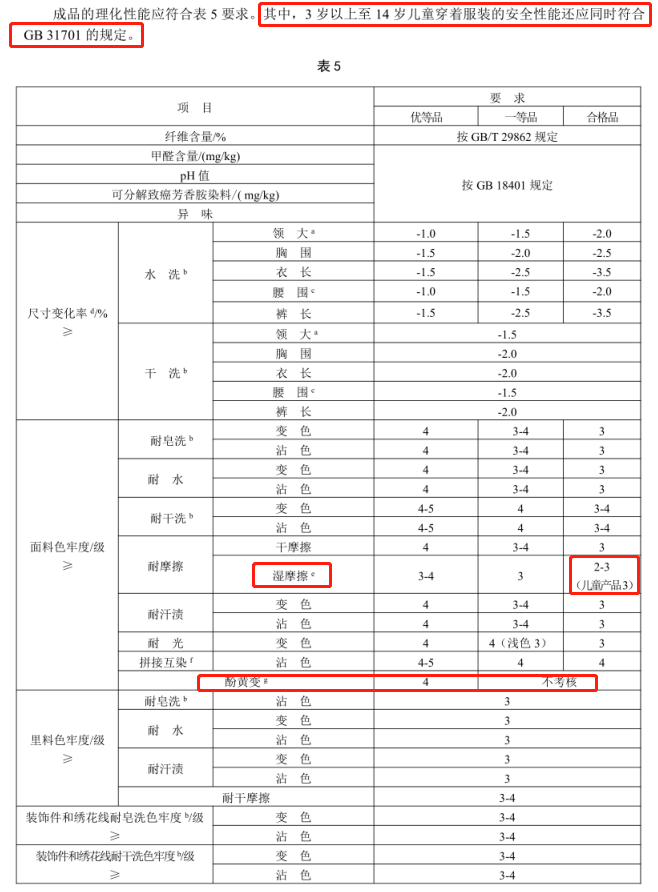 成品的理化性能应符合表 5 要求。其中，3 岁以上至 14 岁儿童穿着服装的安全性能还应同时符合
GB 31701 的规定。
表 5
项 目 要 求
优等品 一等品 合格品
纤维含量/% 按 GB/T 29862 规定
甲醛含量/(mg/kg) 按 GB 18401 规定
pH 值
可分解致癌芳香胺染料/( mg/kg)
异 味
尺寸变化率 d/% ≥ 水 洗 b 领 大 a -1.0 -1.5 -2.0
胸 围 -1.5 -2.0 -2.5
衣 长 -1.5 -2.5 -3.5
腰 围 c -1.0 -1.5 -2.0
裤 长 -1.5 -2.5 -3.5
干 洗 b 领 大 a -1.5
胸 围 -2.0
衣 长 -2.0
腰 围 c -1.5
裤 长 -2.0
面料色牢度/级 ≥ 耐皂洗 b 变 色 4 3-4 3
沾 色 4 3-4 3
耐 水 变 色 4 3-4 3
沾 色 4 3-4 3
耐干洗 b 变 色 4-5 4 3-4
沾 色 4-5 4 3-4
耐摩擦 干摩擦 4 3-4 3
湿摩擦 e 3-4 3 2-3
（儿童产品 3）
耐汗渍 变 色 4 3-4 3
沾 色 4 3-4 3
耐 光 变 色 4 4（浅色 3） 3
拼接互染 f 沾 色 4-5 4 4
酚黄变 g 4 不考核
里料色牢度/级 ≥ 耐皂洗 b 沾 色 3
耐 水 变 色 3
沾 色 3
耐汗渍 变 色 3
沾 色 3
耐干摩擦 3-4
装饰件和绣花线耐皂洗色牢度 b/级 ≥ 变 色 3-4
沾 色 3-4
装饰件和绣花线耐干洗色牢度 b/级 ≥ 变 色 3-4
沾 色 3-4